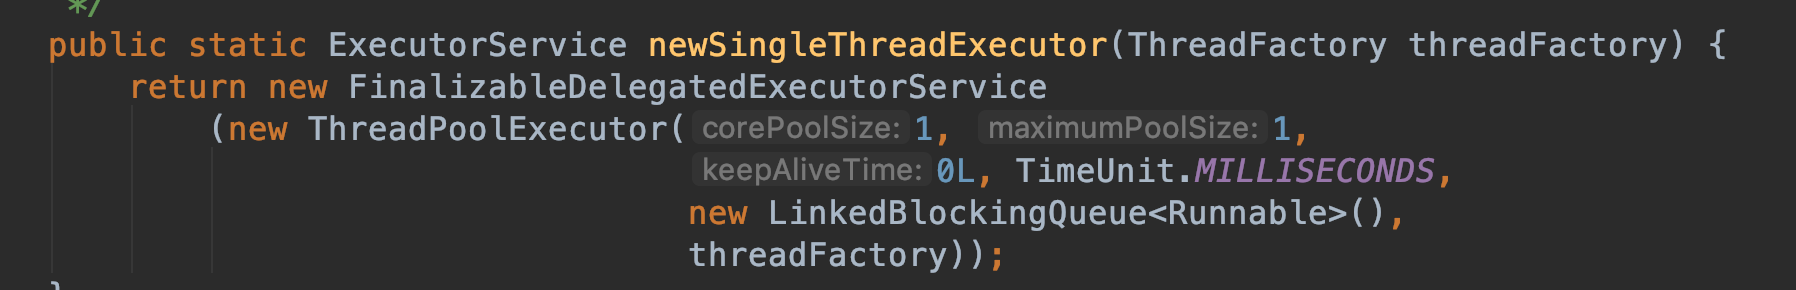 */
public static ExecutorService newSingleThreadExecutor(ThreadFactory threadFactory) {
return new FinalizableDelegatedExecutorService
(new ThreadPoolExecutor( corePoolSize: 1, maximumPoolSize: 1,
keepAliveTime: 0L, TimeUnit.MILLISECONDS,
new LinkedBlockingQueue<Runnable>(),
threadFactory));
}